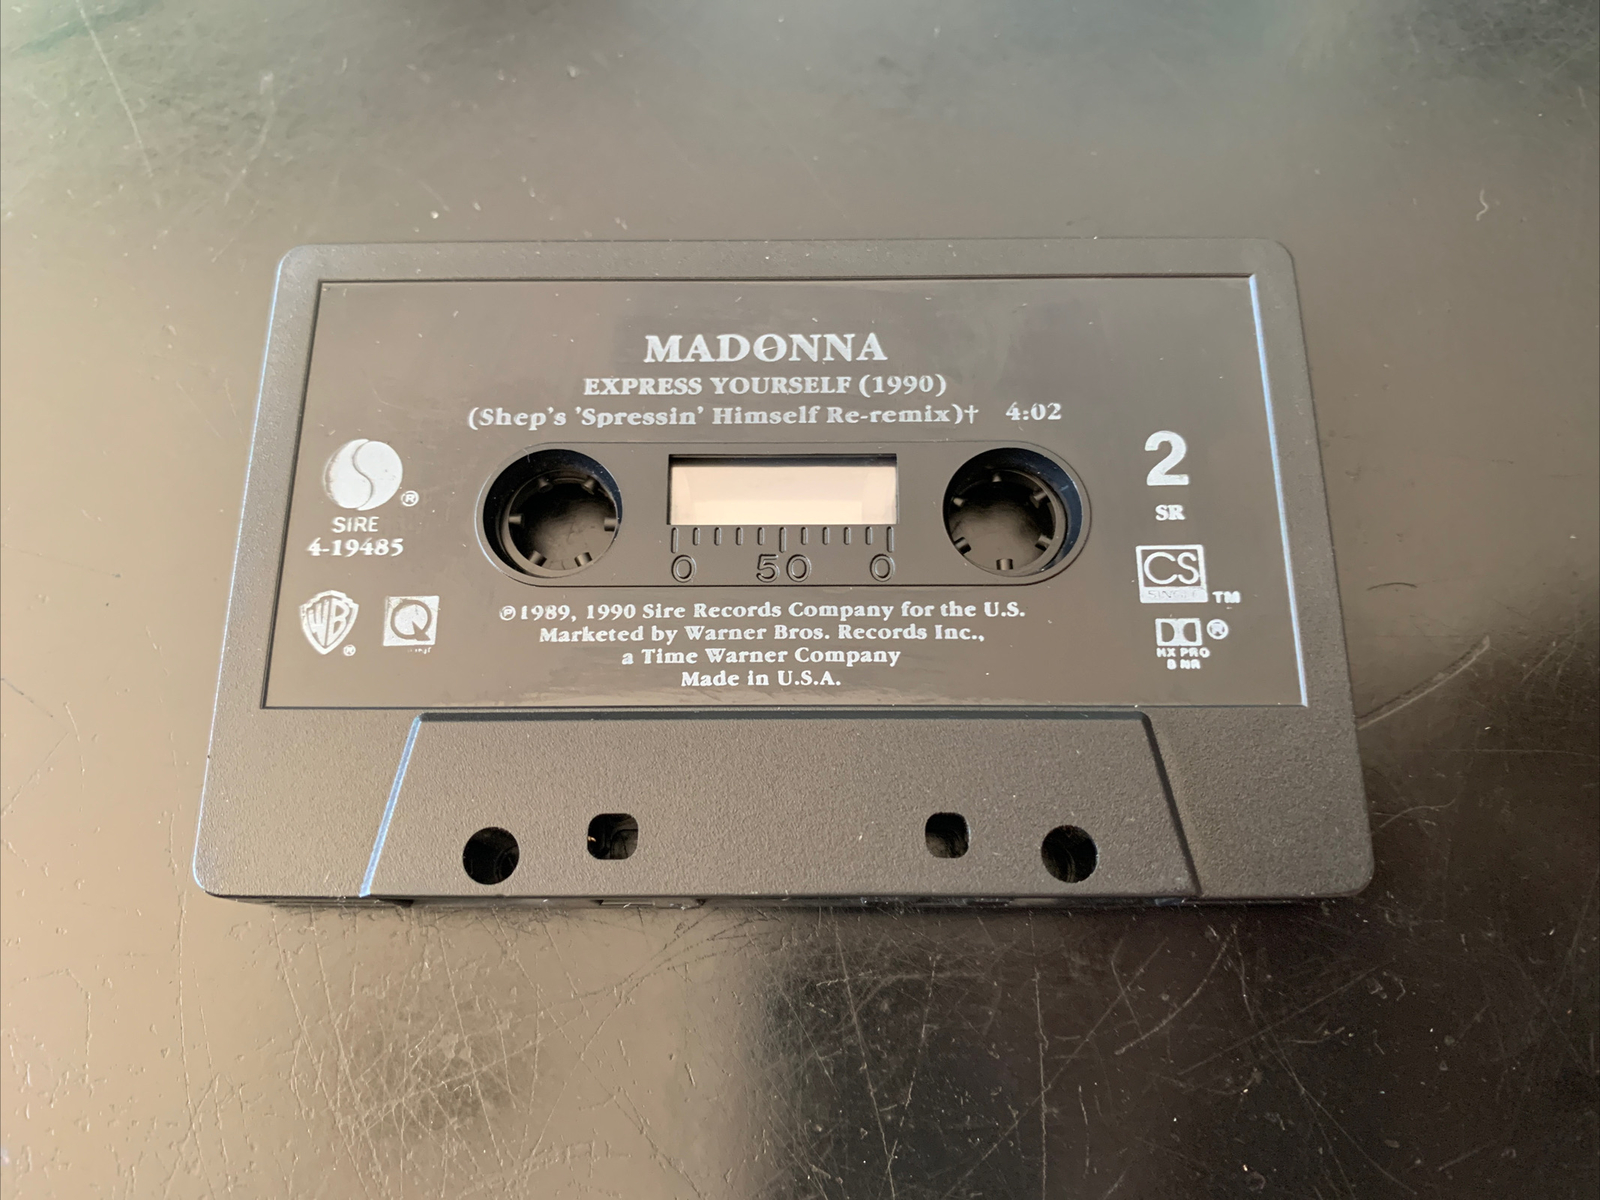 MADONNA
EXPRESS YOURSELF (1990)
(Shep's 'Spressin' Himself Re-remix)† 4:02
SIRE
®
4-19485
WB
®
Q
2
SR
CS
SINGLE
TM
®
HX PRO
B NR
0 50 0
℗1989, 1990 Sire Records Company for the U.S.
Marketed by Warner Bros. Records Inc.,
a Time Warner Company
Made in U.S.A.